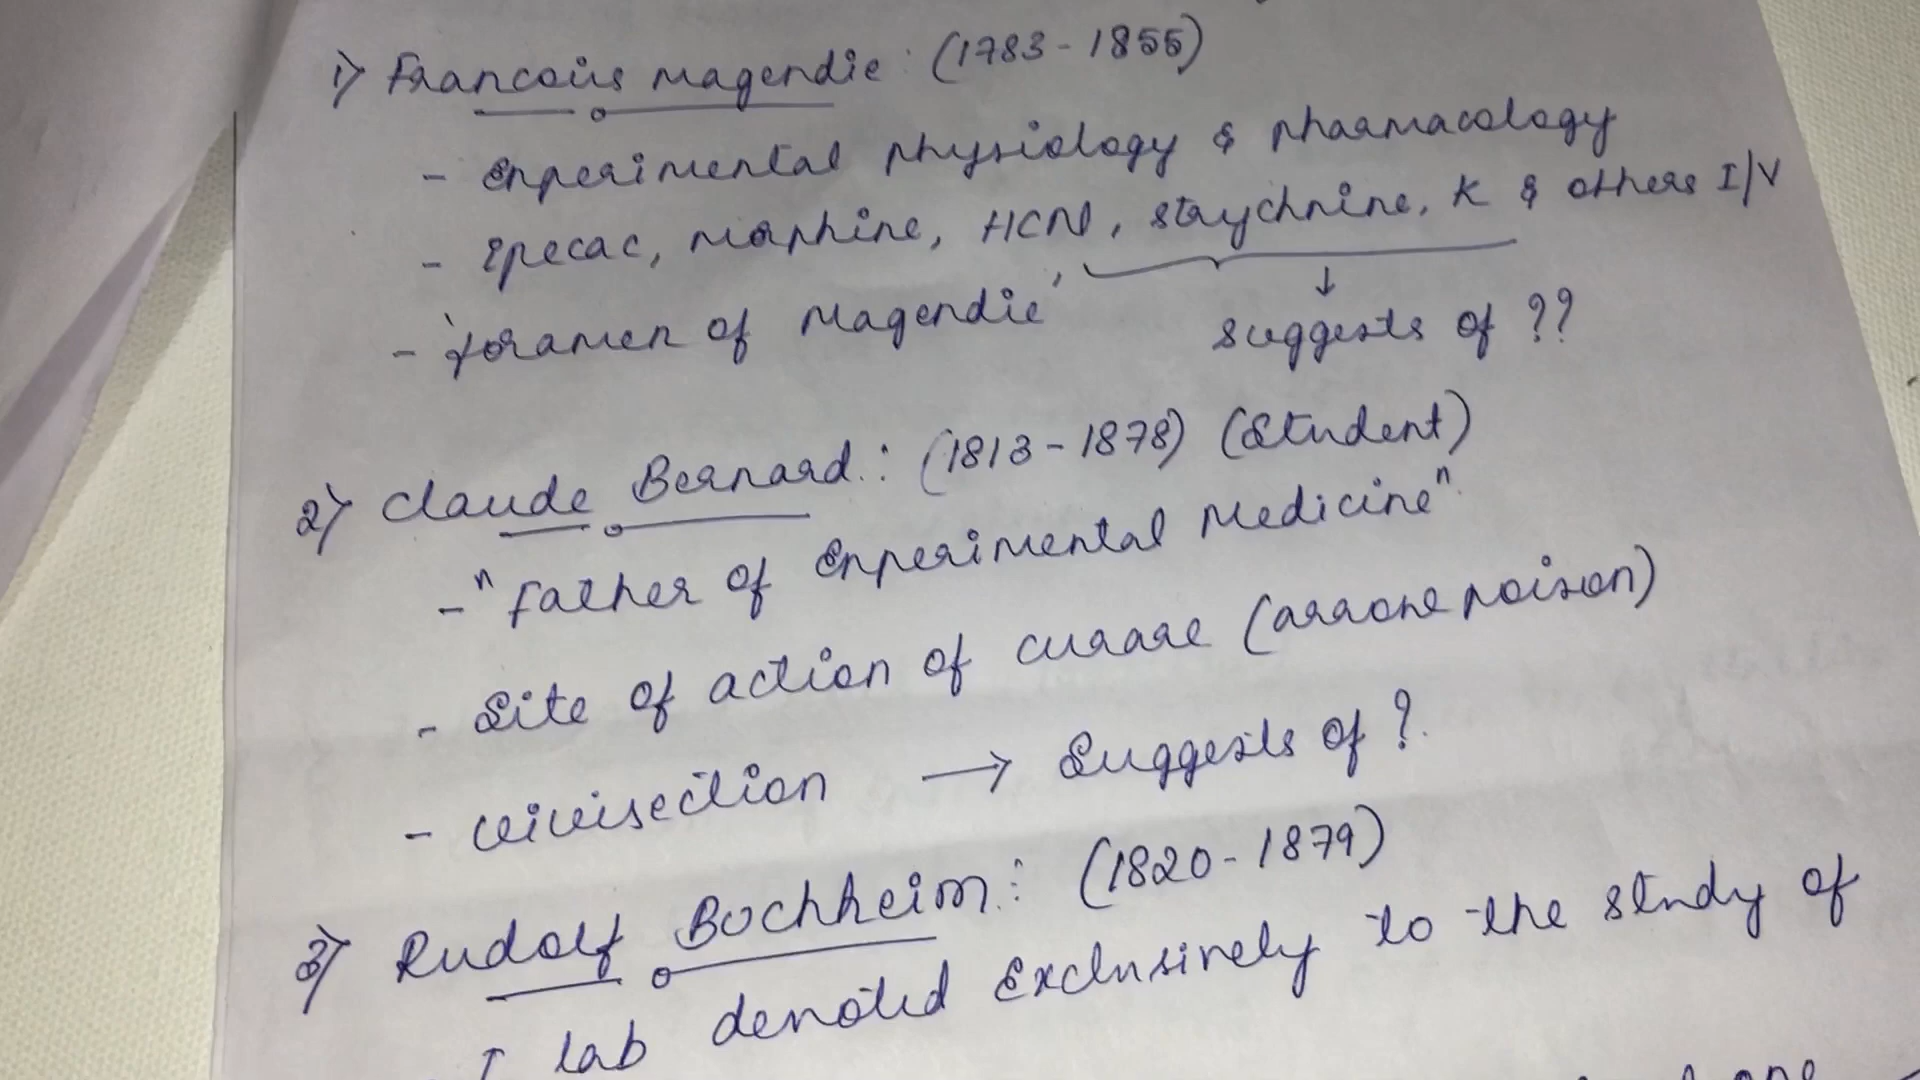 1) Francois magendie : (1783 - 1855)
- Experimental physiology & pharmacology
- Epecac, morphine, HCN, strychnine, K & others I/V
- 'foramen of Magendie'
↓
suggests of ??
2) Claude Bernard : (1813 - 1878) (Student)
- "Father of Experimental Medicine"
- Site of action of curare (arrone poison)
- vivisection → Suggests of ?
3) Rudolf Buchheim : (1820 - 1879)
I lab devoted Exclusively to the study of